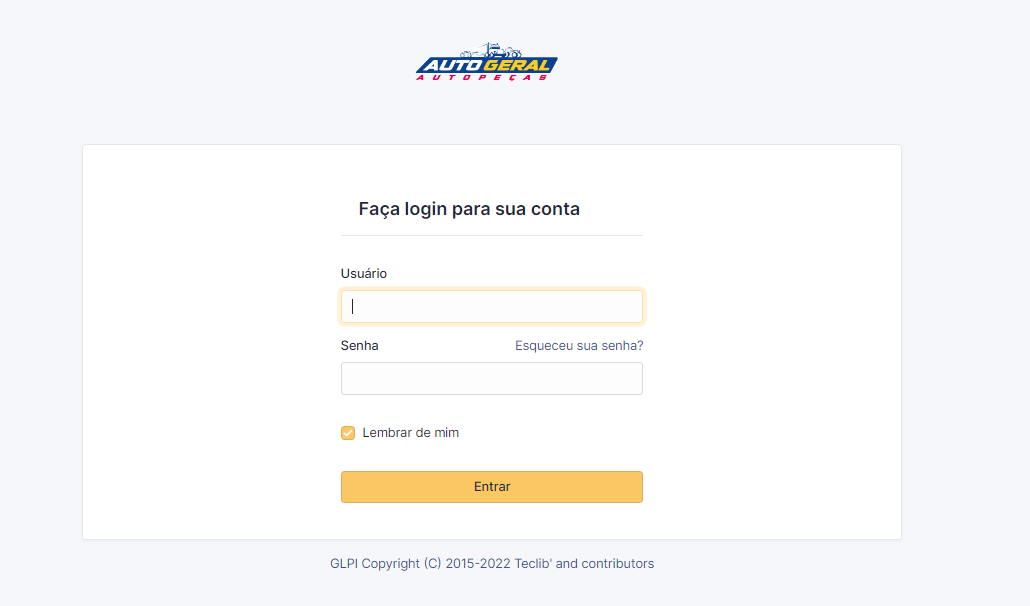 AUTO GERAL
AUTOPEÇAS
Faça login para sua conta
Usuário
Senha
Esqueceu sua senha?
Lembrar de mim
Entrar
GLPI Copyright (C) 2015-2022 Teclib' and contributors